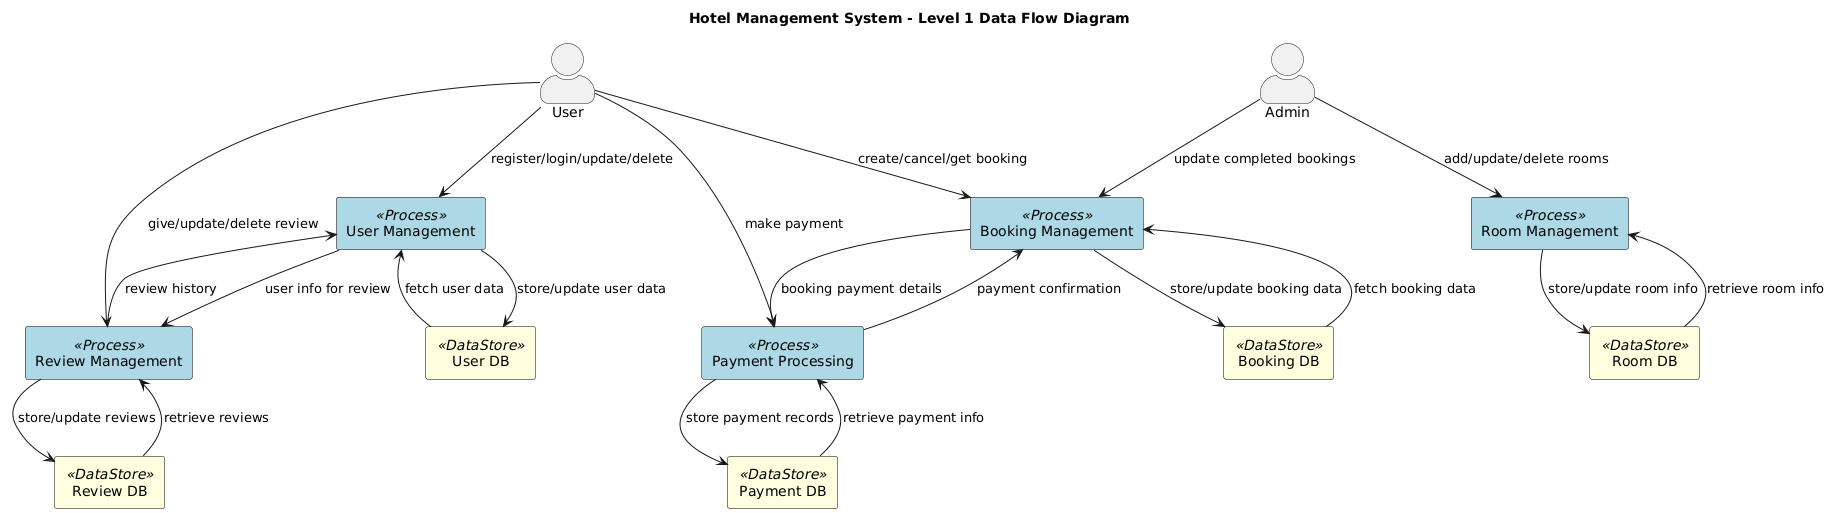 Hotel Management System - Level 1 Data Flow Diagram
User
Admin
register/login/update/delete
create/cancel/get booking
update completed bookings
add/update/delete rooms
give/update/delete review
«Process»
User Management
make payment
«Process»
Booking Management
«Process»
Room Management
review history
user info for review
fetch user data
store/update user data
booking payment details
payment confirmation
store/update booking data
fetch booking data
store/update room info
retrieve room info
«Process»
Review Management
«DataStore»
User DB
«Process»
Payment Processing
«DataStore»
Booking DB
«DataStore»
Room DB
store/update reviews
retrieve reviews
store payment records
retrieve payment info
«DataStore»
Review DB
«DataStore»
Payment DB